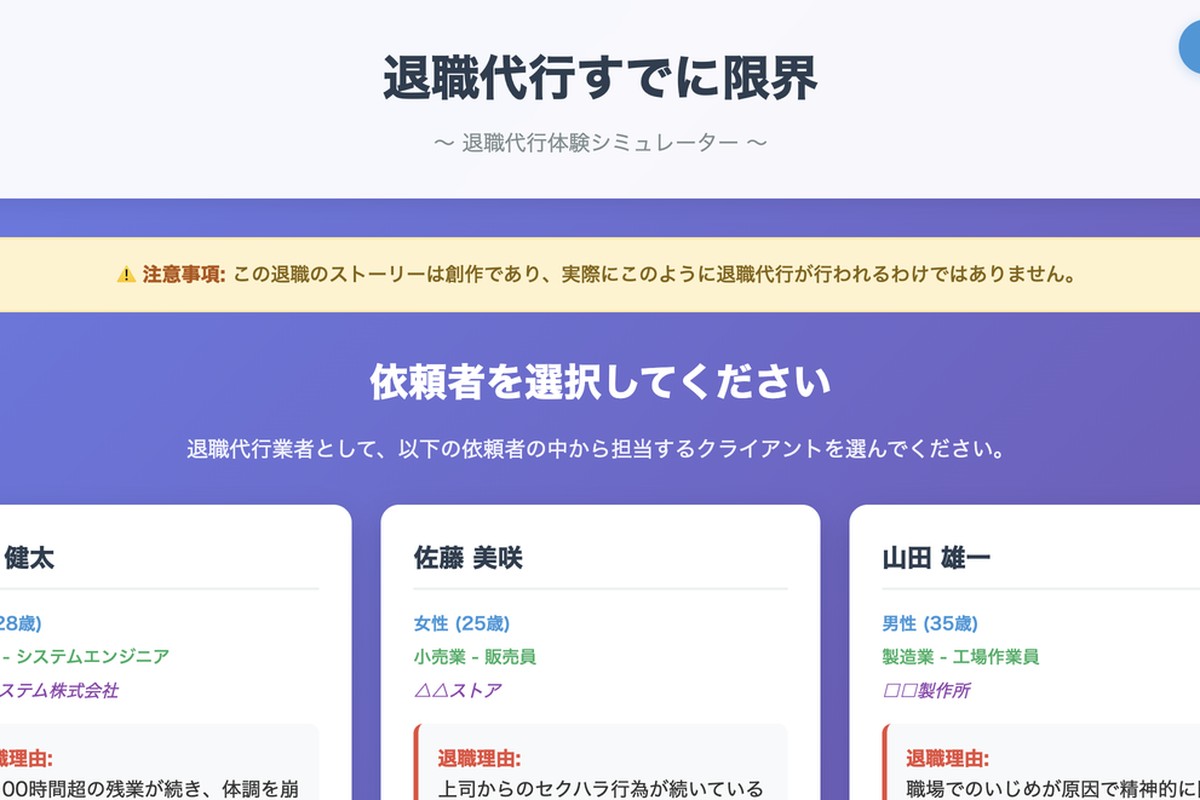 退職代行すでに限界
〜 退職代行体験シミュレーター 〜
⚠️ 注意事項: この退職のストーリーは創作であり、実際にこのように退職代行が行われるわけではありません。
依頼者を選択してください
退職代行業者として、以下の依頼者の中から担当するクライアントを選んでください。
健太
28歳)
- システムエンジニア
ステム株式会社
職理由:
00時間超の残業が続き、体調を崩
佐藤 美咲
女性 (25歳)
小売業 - 販売員
△△ストア
退職理由:
上司からのセクハラ行為が続いている
山田 雄一
男性 (35歳)
製造業 - 工場作業員
□□製作所
退職理由:
職場でのいじめが原因で精神的に